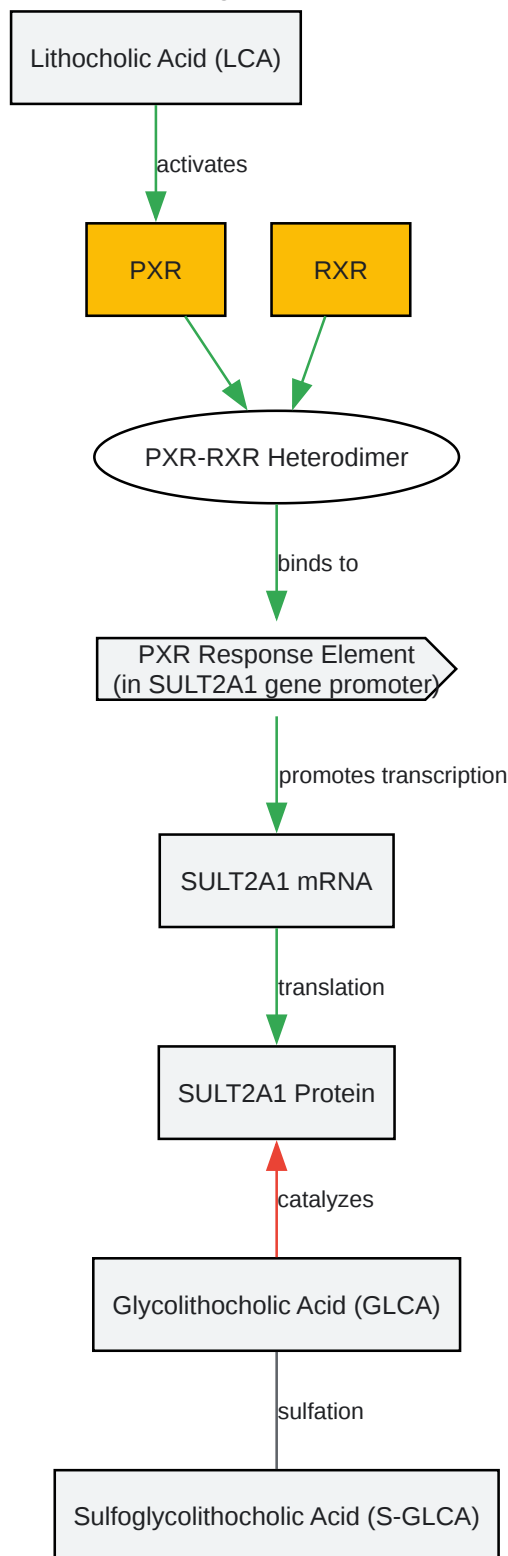 Lithocholic Acid (LCA)
activates
PXR
RXR
PXR-RXR Heterodimer
binds to
PXR Response Element
(in SULT2A1 gene promoter)
promotes transcription
SULT2A1 mRNA
translation
SULT2A1 Protein
catalyzes
Glycolithocholic Acid (GLCA)
sulfation
Sulfoglycolithocholic Acid (S-GLCA)